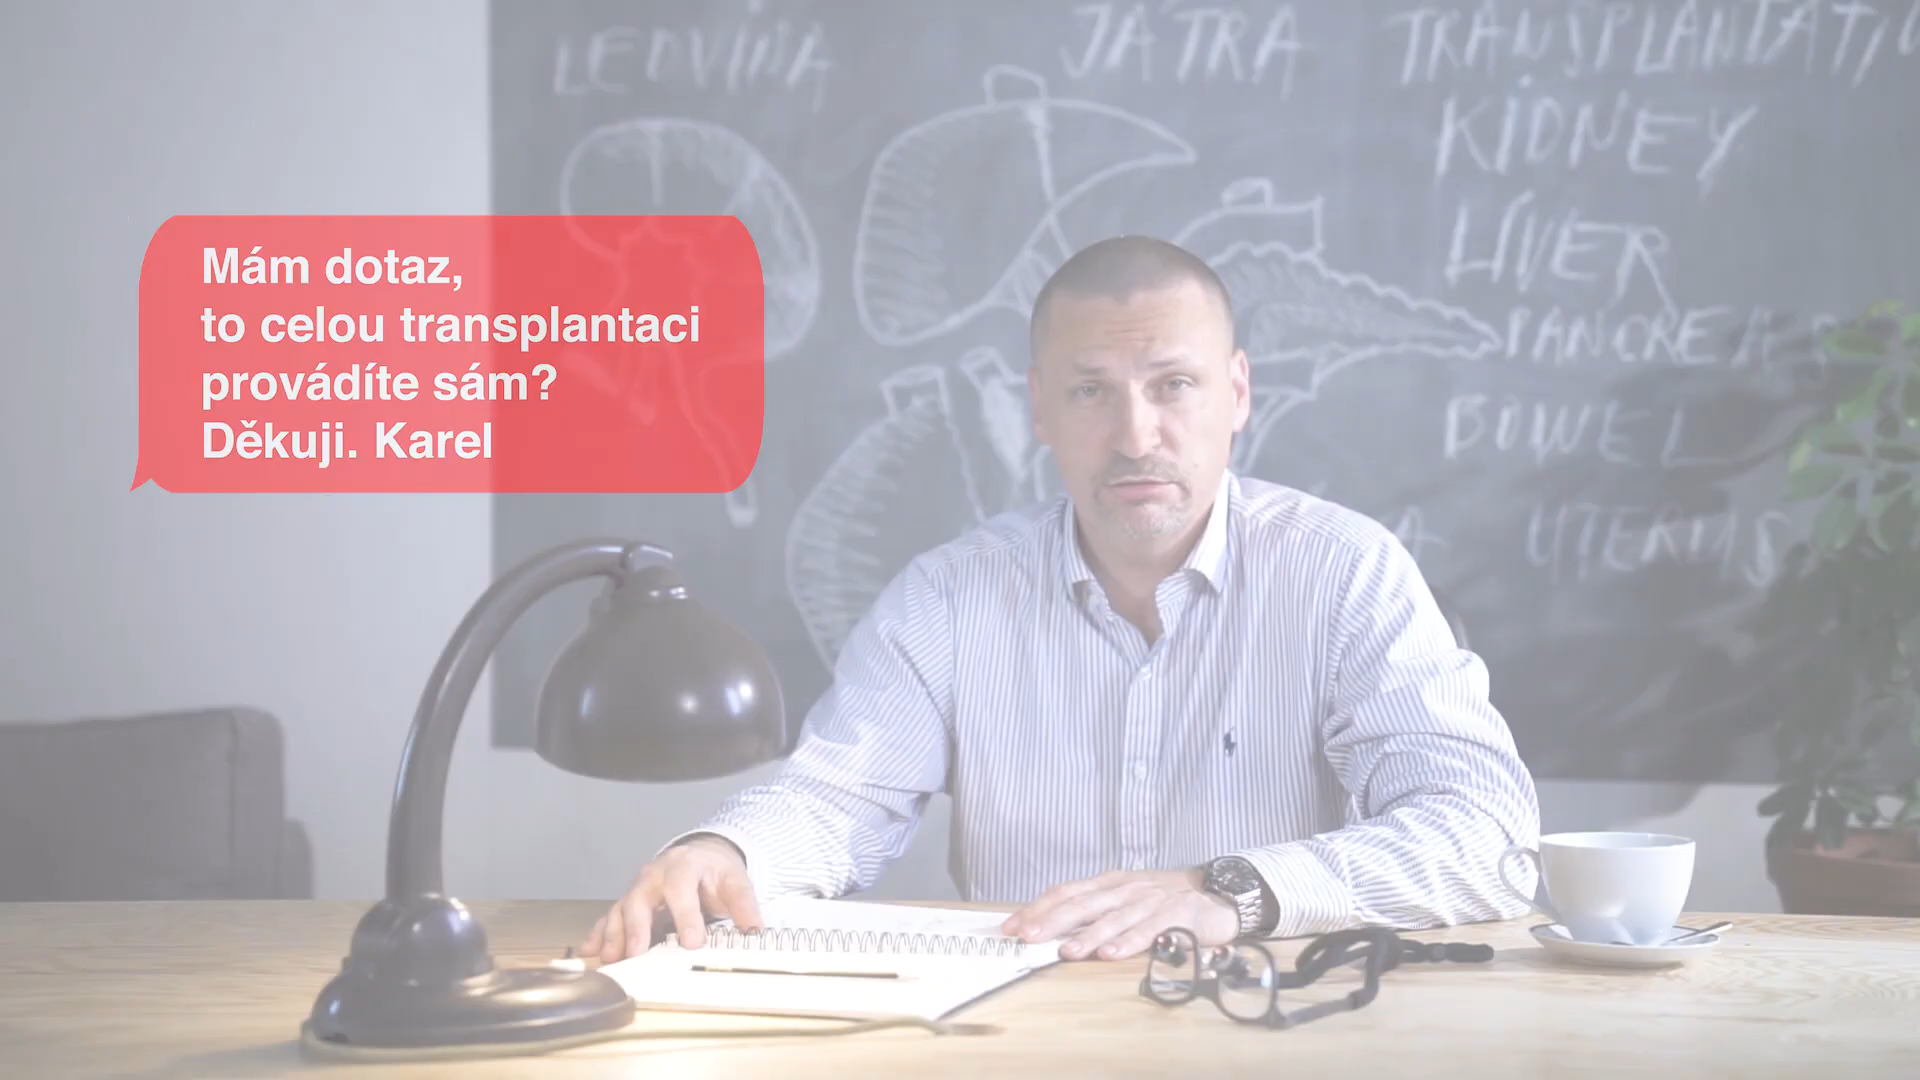 Mám dotaz,
to celou transplantaci
provádíte sám?
Děkuji. Karel
LEDVINA
JÁTRA
TRANSPLANTATI
KIDNEY
LIVER
PANCREAS
BOWEL
UTERUS